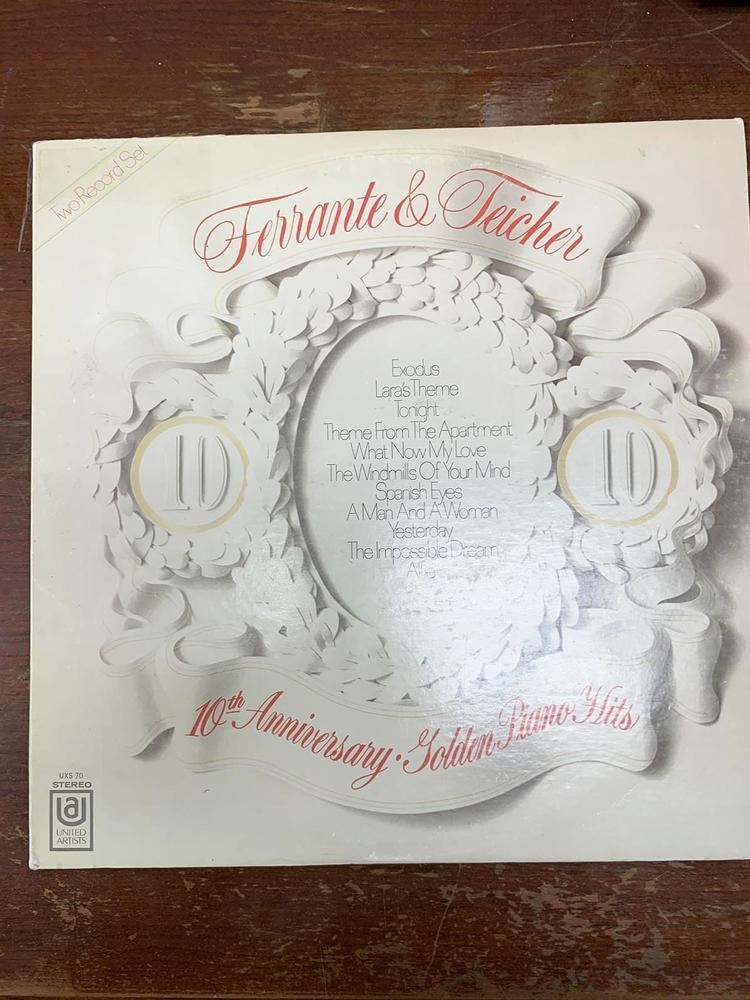 Two Record Set
Ferrante & Teicher
Exodus
Lara's Theme
Tonight
Theme From The Apartment
What Now My Love
The Windmills Of Your Mind
Spanish Eyes
A Man And A Woman
Yesterday
The Impossible Dream
10
10
10th Anniversary • Golden Piano Hits
UXS 70
STEREO
UA
UNITED
ARTISTS